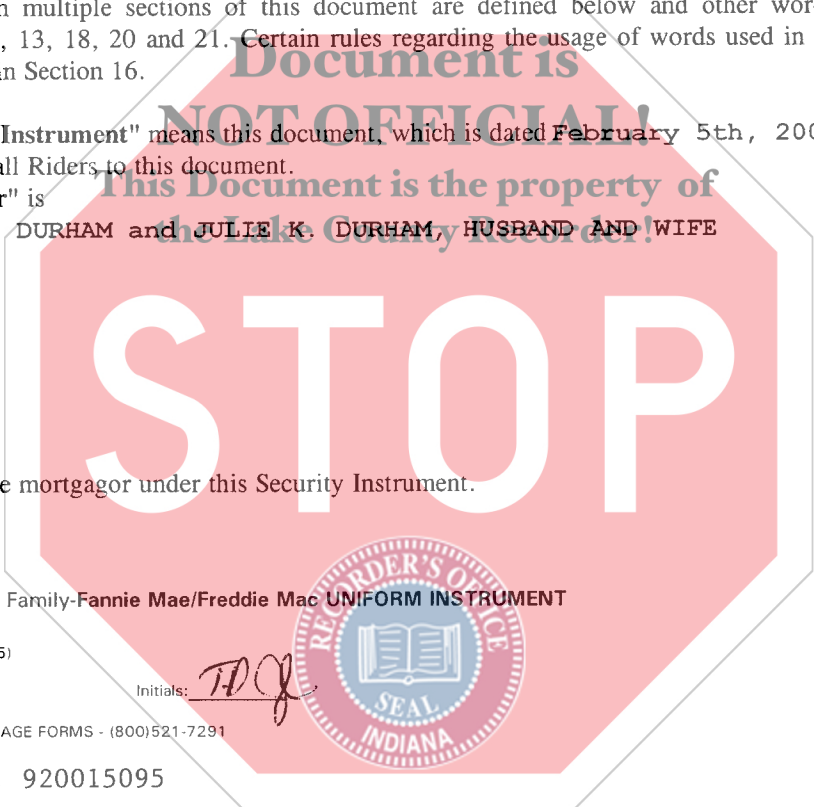 multiple sections of this document are defined below and other
, 13, 18, 20 and 21. Certain rules regarding the usage of words used in
Section 16.
Document is
NOT OFFICIAL!
Instrument" means this document, which is dated February 5th, 200
all Riders to this document.
This Document is the property of
r" is
DURHAM and JULIE K. DURHAM, HUSBAND AND WIFE
the Lake County Recorder!
STOP
e mortgagor under this Security Instrument.
Family-Fannie Mae/Freddie Mac UNIFORM INSTRUMENT
5)
Initials:
AGE FORMS - (800)521-7291
920015095
RECORDER'S OFFICE
SEAL
INDIANA